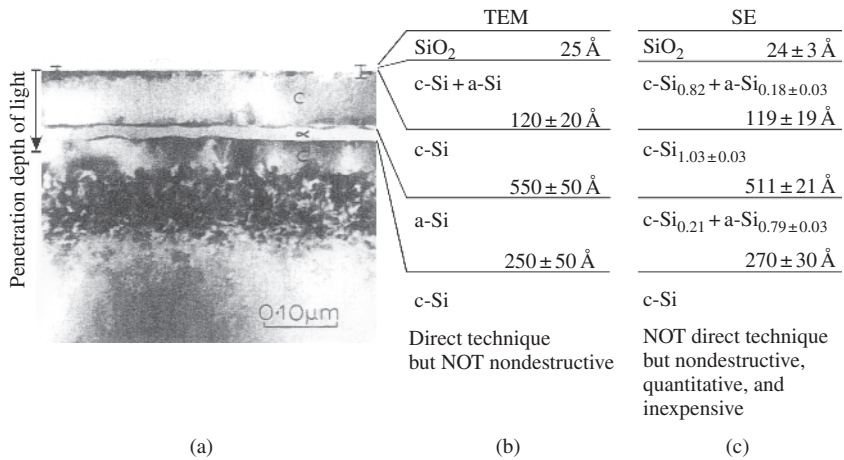 Penetration depth of light
c
α
c
0·10μm
(a)
TEM
SiO₂ 25 Å
c-Si + a-Si
120 ± 20 Å
c-Si
550 ± 50 Å
a-Si
250 ± 50 Å
c-Si
Direct technique
but NOT nondestructive
(b)
SE
SiO₂ 24 ± 3 Å
c-Si₀.₈₂ + a-Si₀.₁₈±₀.₀₃
119 ± 19 Å
c-Si₁.₀₃±₀.₀₃
511 ± 21 Å
c-Si₀.₂₁ + a-Si₀.₇₉±₀.₀₃
270 ± 30 Å
c-Si
NOT direct technique
but nondestructive,
quantitative, and
inexpensive
(c)